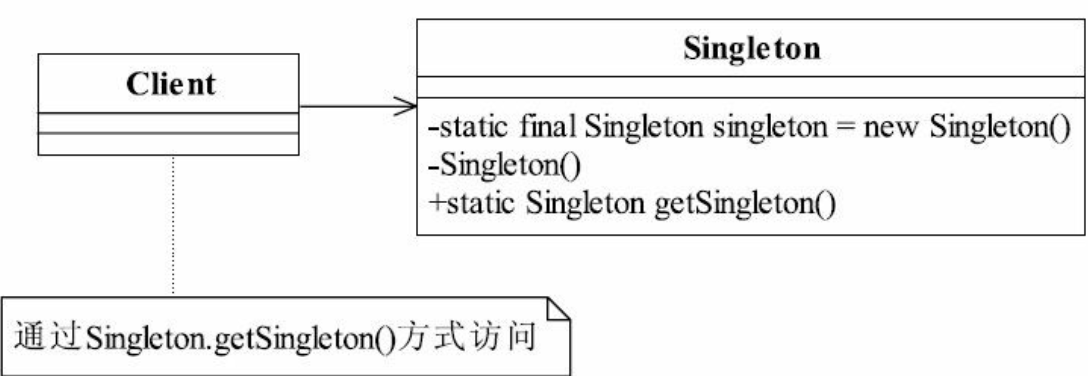 Client
Singleton
-static final Singleton singleton = new Singleton()
-Singleton()
+static Singleton getSingleton()
通过Singleton.getSingleton()方式访问